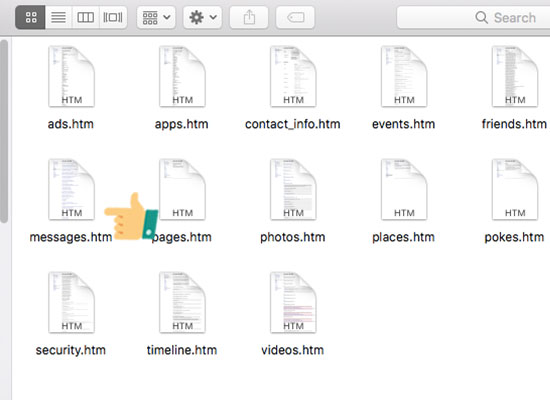 Search
HTM HTM HTM HTM HTM
ads.htm apps.htm contact_info.htm events.htm friends.htm
HTM HTM HTM HTM HTM
messages.htm pages.htm photos.htm places.htm pokes.htm
HTM HTM HTM
security.htm timeline.htm videos.htm